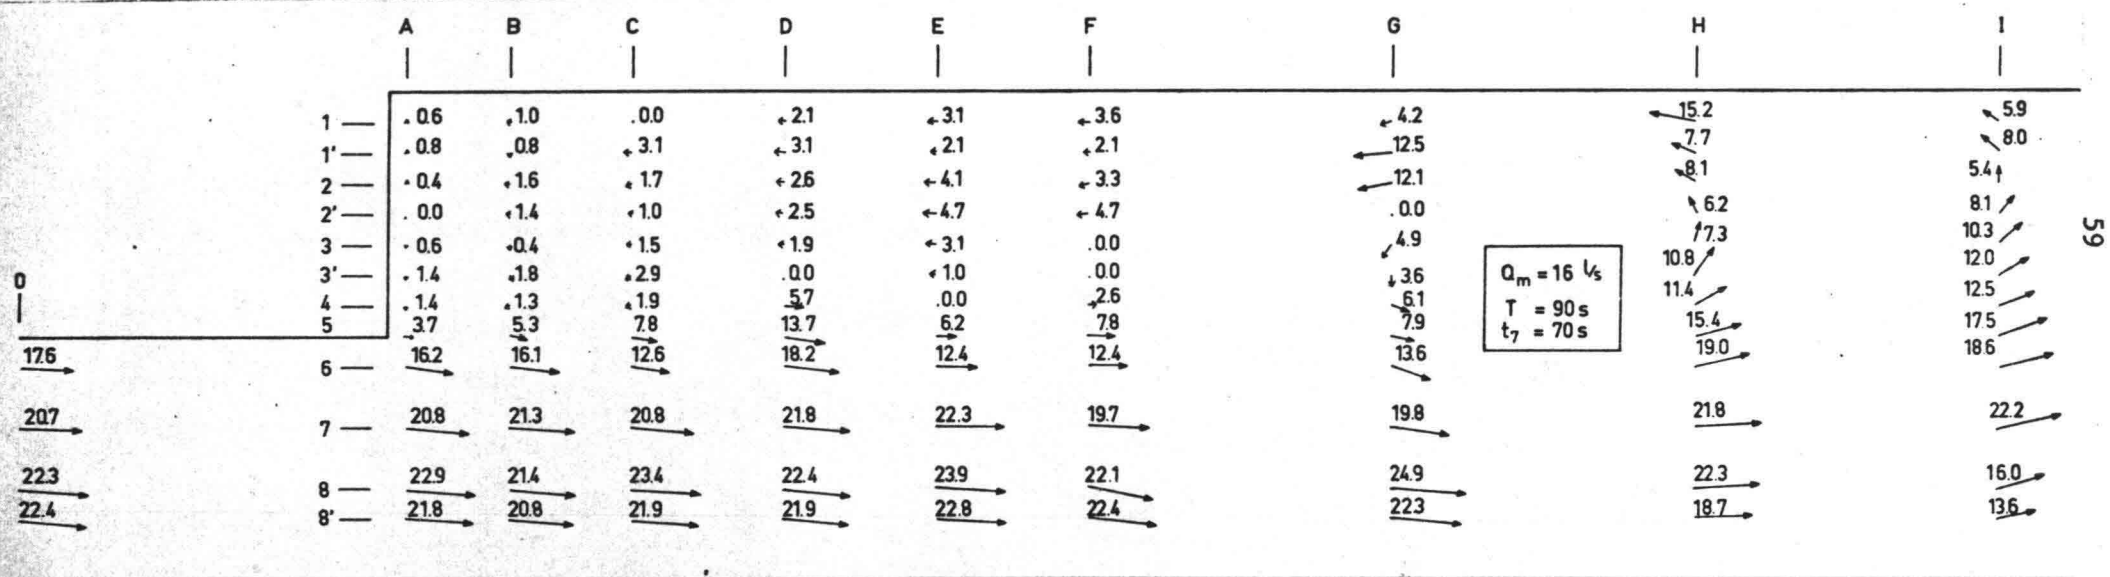 A B C D E F G H I
1 — .0.6 1.0 .0.0 2.1 3.1 3.6 4.2 15.2 5.9
1' — 0.8 0.8 3.1 3.1 2.1 2.1 12.5 7.7 8.0
2 — 0.4 1.6 1.7 2.6 4.1 3.3 12.1 8.1 5.4
2' — .0.0 1.4 1.0 2.5 4.7 4.7 .0.0 6.2 8.1
3 — 0.6 0.4 1.5 1.9 3.1 .0.0 4.9 7.3 10.3
3' — 1.4 1.8 2.9 .0.0 1.0 .0.0 3.6 10.8 12.0
4 — 1.4 1.3 1.9 5.7 .0.0 2.6 6.1 11.4 12.5
5 3.7 5.3 7.8 13.7 6.2 7.8 7.9 15.4 17.5
0
17.6 6 — 16.2 16.1 12.6 18.2 12.4 12.4 13.6 19.0 18.6
20.7 7 — 20.8 21.3 20.8 21.8 22.3 19.7 19.8 21.8 22.2
22.3 8 — 22.9 21.4 23.4 22.4 23.9 22.1 24.9 22.3 16.0
22.4 8' — 21.8 20.8 21.9 21.9 22.8 22.4 22.3 18.7 13.6
Qm = 16 l/s
T = 90 s
t7 = 70 s
59